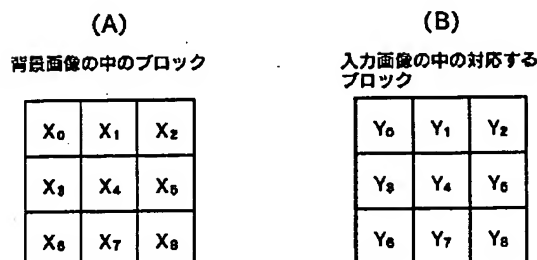 (A)
背景画像の中のブロック
X₀ X₁ X₂
X₃ X₄ X₅
X₆ X₇ X₈
(B)
入力画像の中の対応する
ブロック
Y₀ Y₁ Y₂
Y₃ Y₄ Y₅
Y₆ Y₇ Y₈